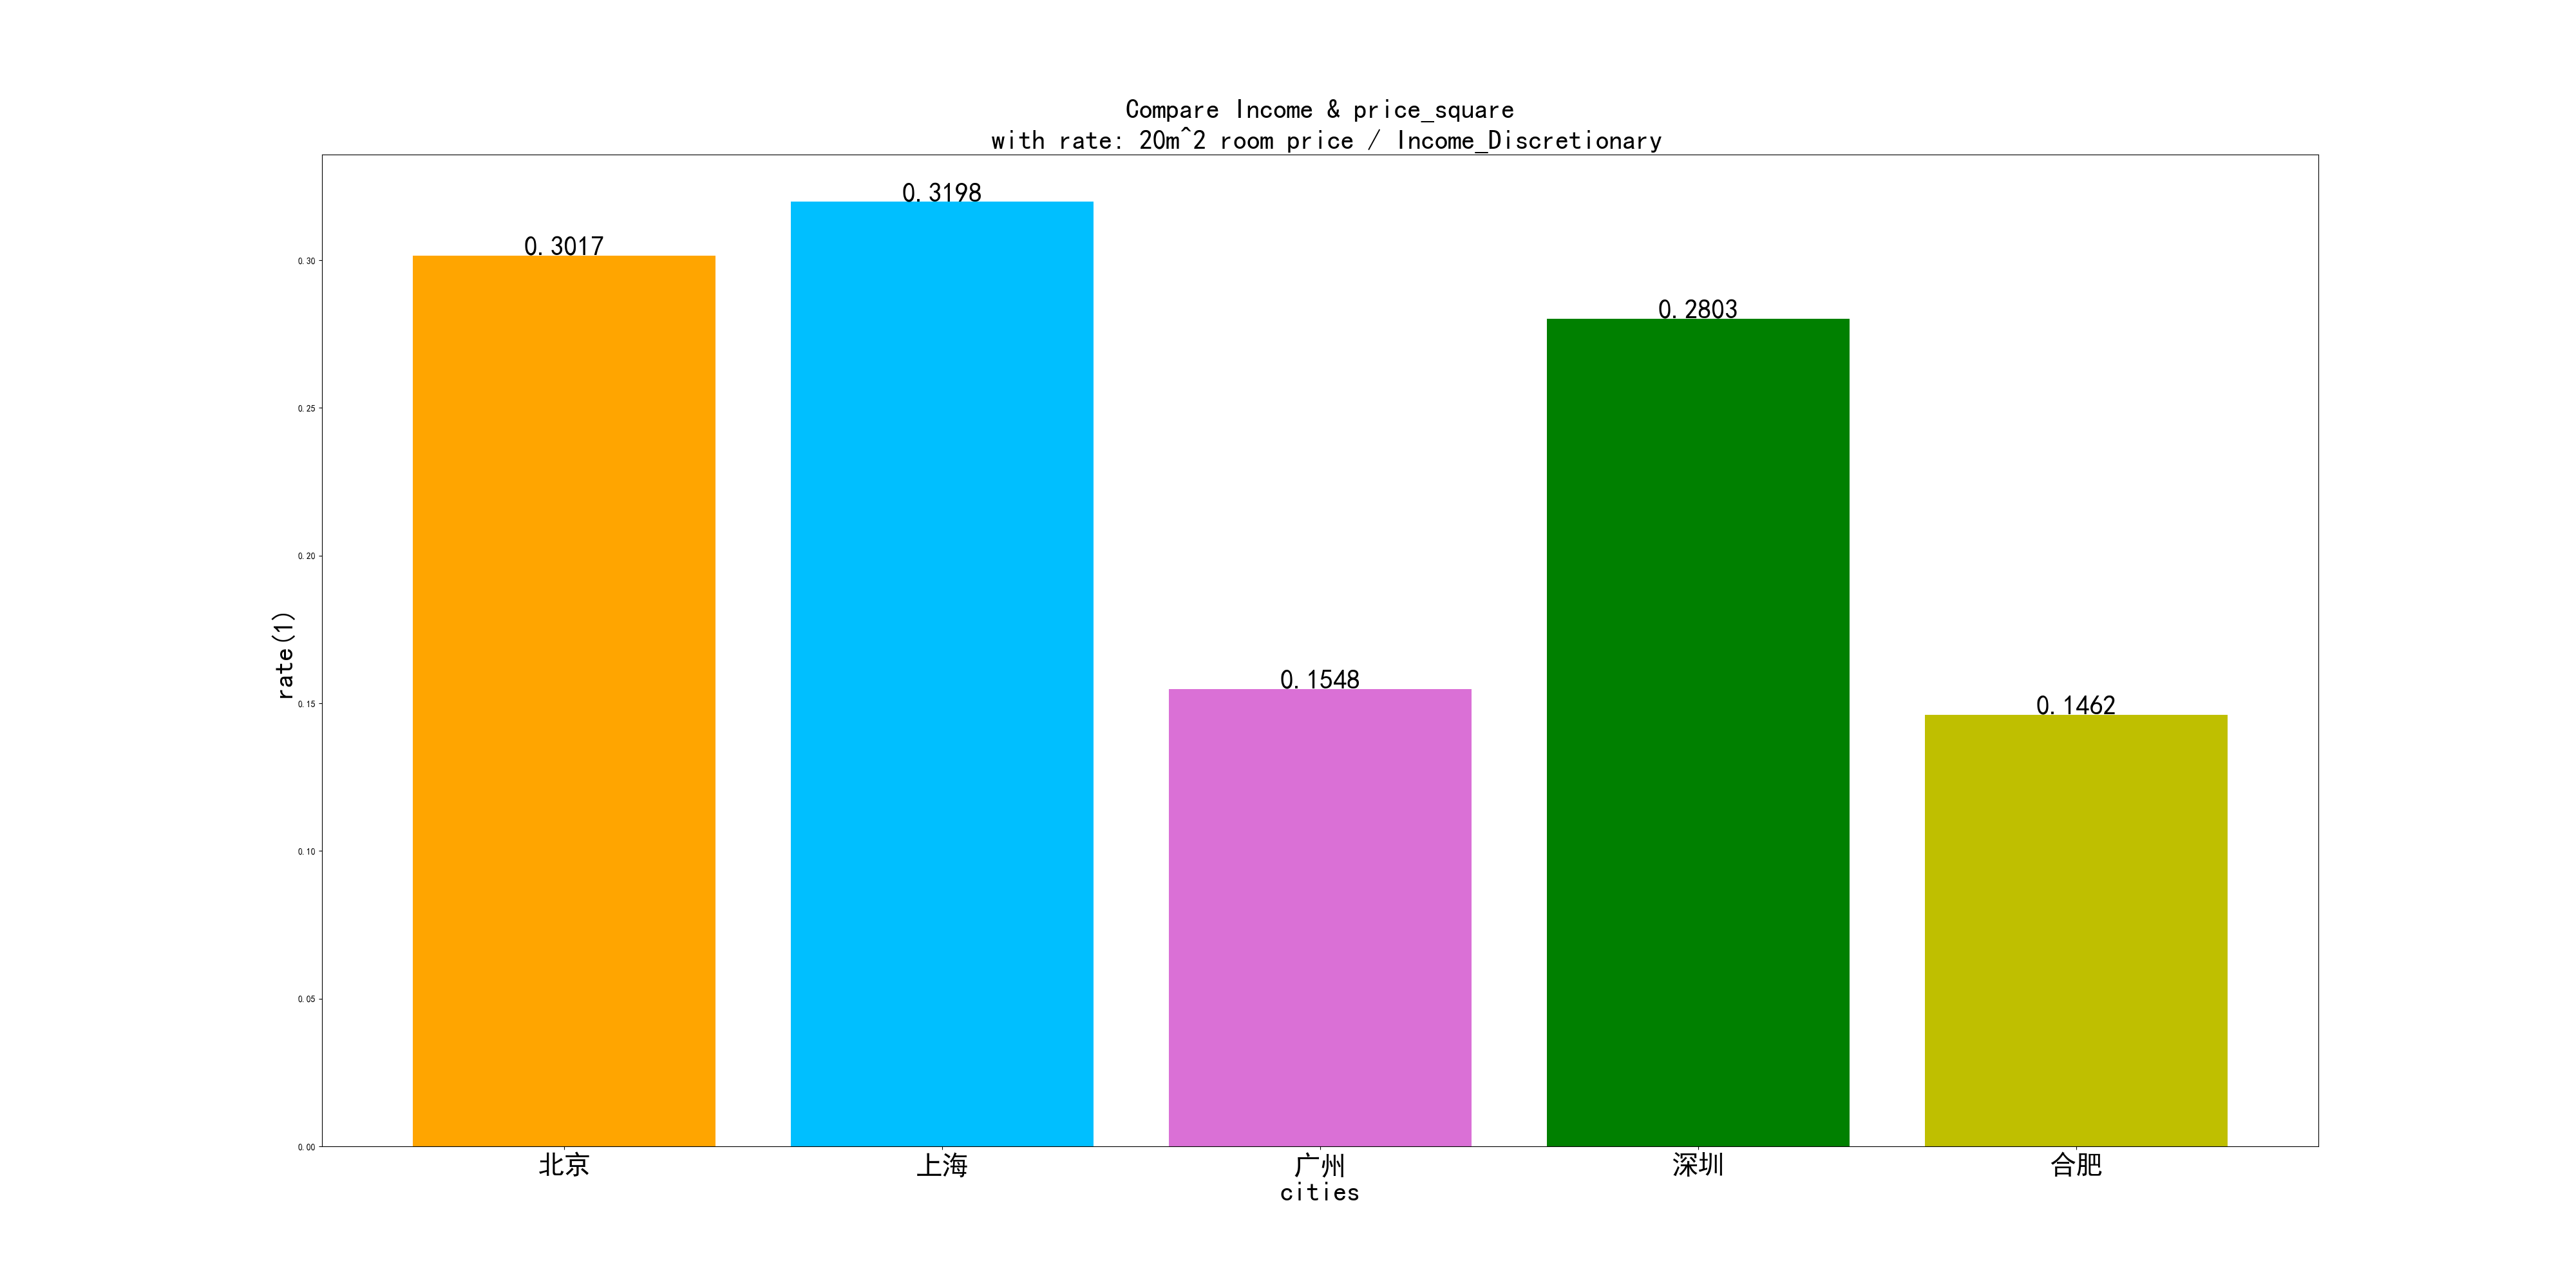 Compare Income & price_square
with rate: 20m^2 room price / Income_Discretionary
0.3198
0.3017
0.2803
0.1548
0.1462
0.30
0.25
0.20
0.15
0.10
0.05
0.00
rate(1)
北京 上海 广州 深圳 合肥
cities